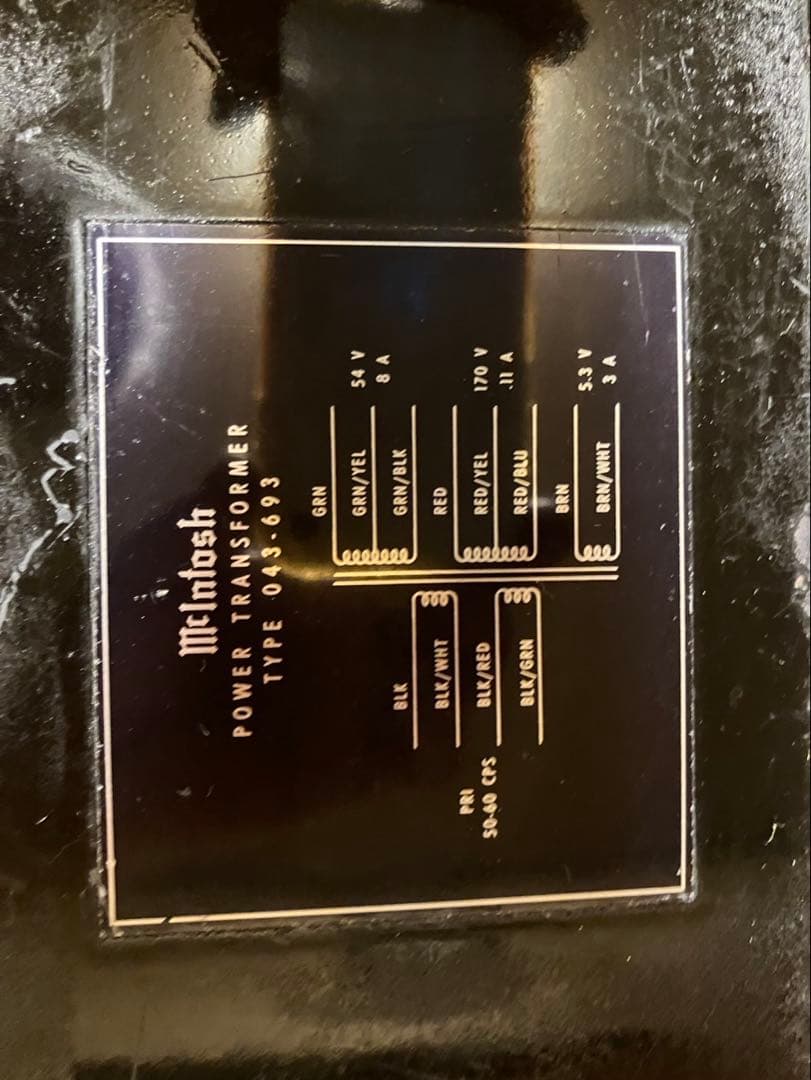 McIntosh
POWER TRANSFORMER
TYPE 043-693
GRN
GRN/YEL 54 V
8 A
GRN/BLK
BLK
RED
BLK/WHT
PRI
RED/YEL 170 V
BLK/RED
50-60 CPS
.11 A
RED/BLU
BLK/GRN
BRN
5.3 V
BRN/WHT 3 A